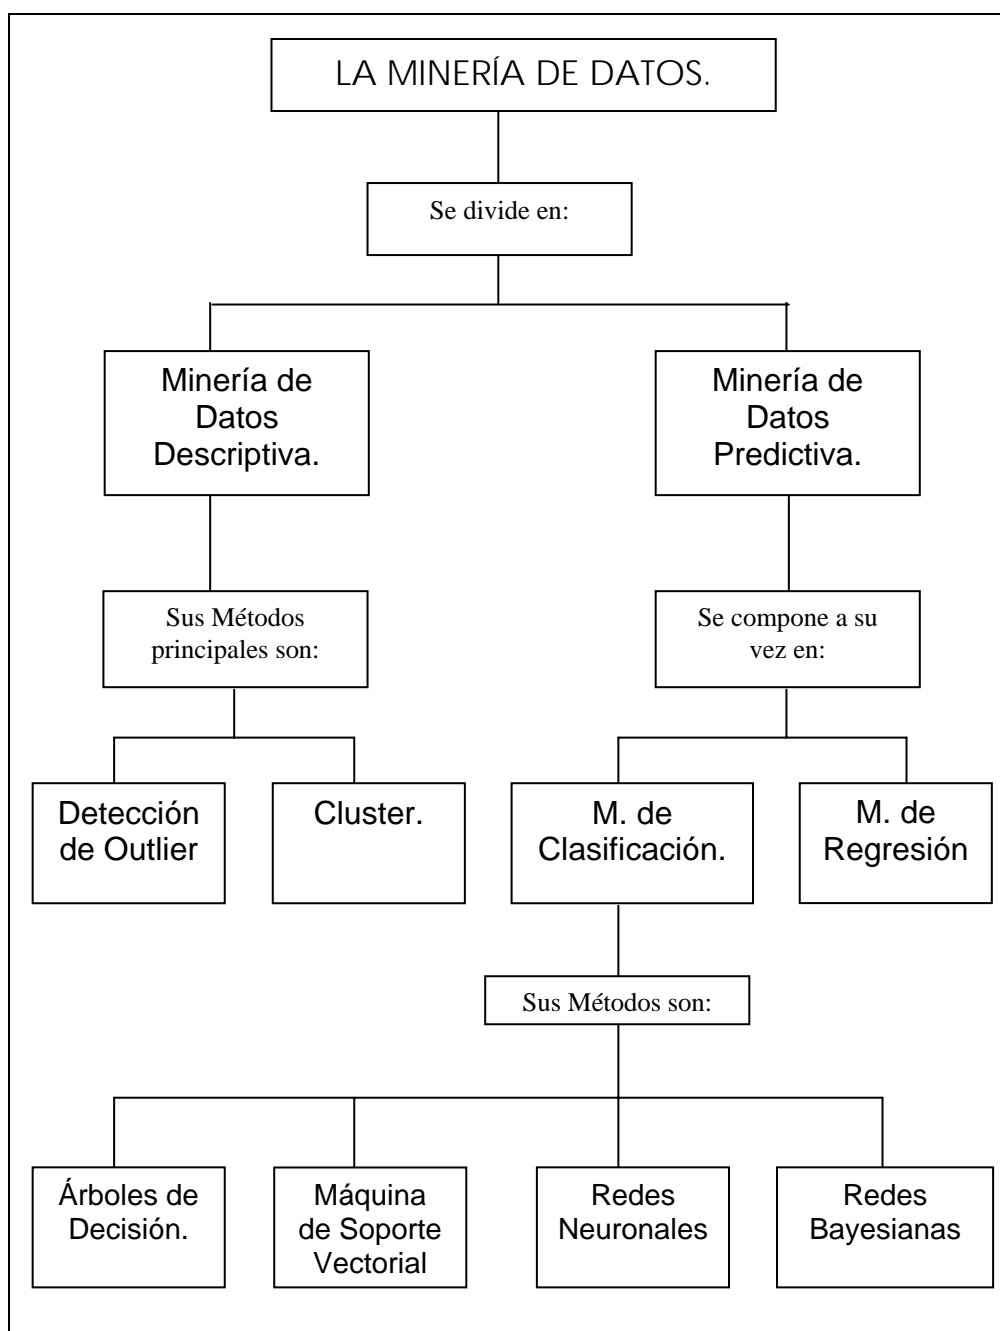 LA MINERÍA DE DATOS.
Se divide en:
Minería de
Datos
Descriptiva.
Minería de
Datos
Predictiva.
Sus Métodos
principales son:
Se compone a su
vez en:
Detección
de Outlier
Cluster.
M. de
Clasificación.
M. de
Regresión
Sus Métodos son:
Árboles de
Decisión.
Máquina
de Soporte
Vectorial
Redes
Neuronales
Redes
Bayesianas